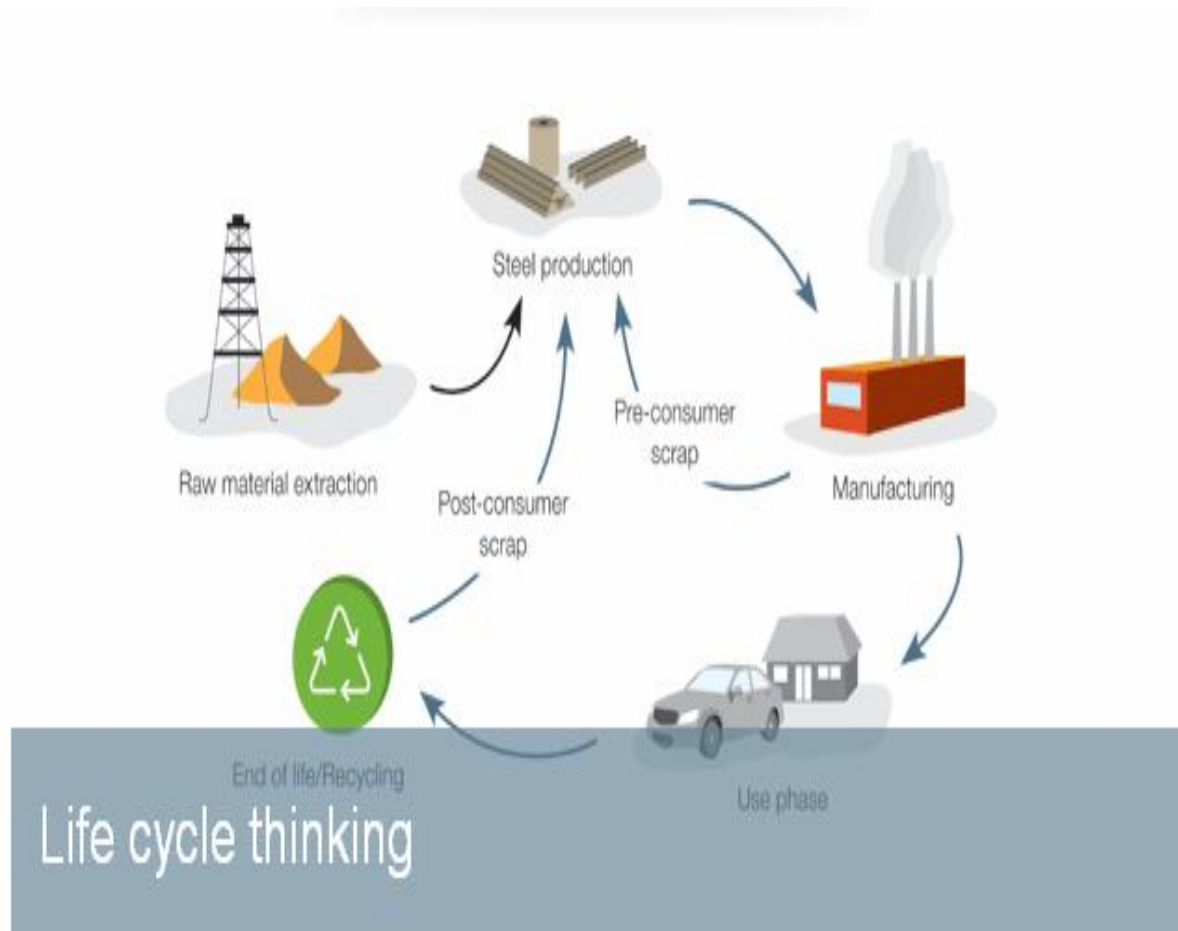 Steel production
Raw material extraction
Pre-consumer
scrap
Manufacturing
Post-consumer
scrap
End of life/Recycling
Use phase
Life cycle thinking